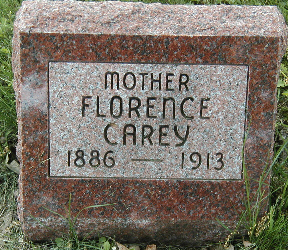 MOTHER
FLORENCE
CAREY
1886 — 1913